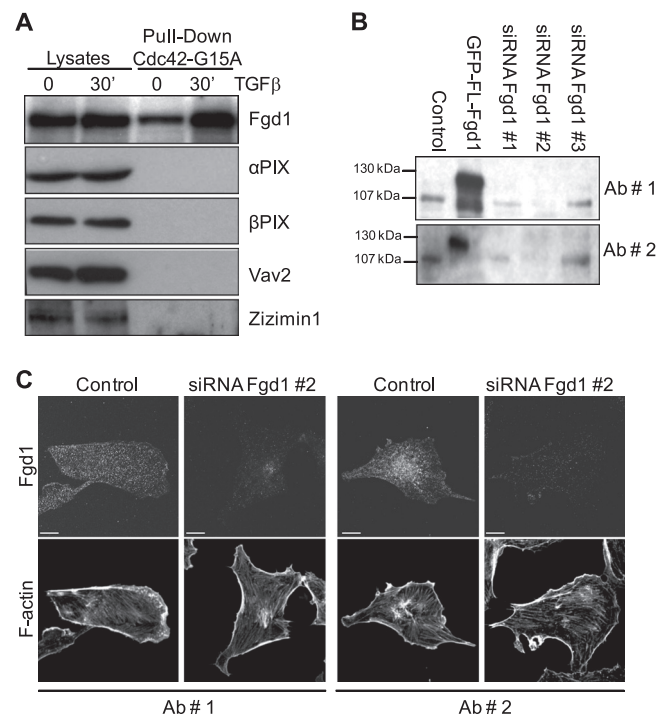 A
Pull-Down
Lysates Cdc42-G15A
0 30' 0 30' TGFβ
Fgd1
αPIX
βPIX
Vav2
Zizimin1
B
Control
GFP-FL-Fgd1
siRNA Fgd1 #1
siRNA Fgd1 #2
siRNA Fgd1 #3
130 kDa
107 kDa
Ab # 1
130 kDa
107 kDa
Ab # 2
C
Control siRNA Fgd1 #2 Control siRNA Fgd1 #2
Fgd1
F-actin
Ab # 1 Ab # 2